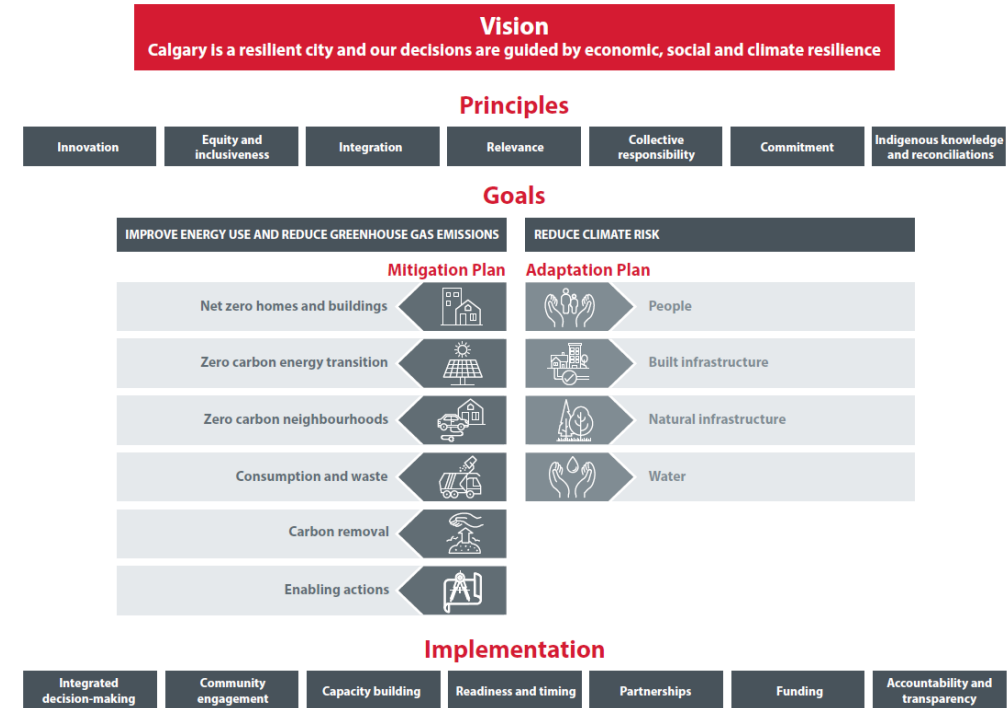 Vision
Calgary is a resilient city and our decisions are guided by economic, social and climate resilience
Principles
Innovation
Equity and
inclusiveness
Integration
Relevance
Collective
responsibility
Commitment
Indigenous knowledge
and reconciliations
Goals
IMPROVE ENERGY USE AND REDUCE GREENHOUSE GAS EMISSIONS
Mitigation Plan
Net zero homes and buildings
Zero carbon energy transition
Zero carbon neighbourhoods
Consumption and waste
Carbon removal
Enabling actions
REDUCE CLIMATE RISK
Adaptation Plan
People
Built infrastructure
Natural infrastructure
Water
Implementation
Integrated
decision-making
Community
engagement
Capacity building
Readiness and timing
Partnerships
Funding
Accountability and
transparency